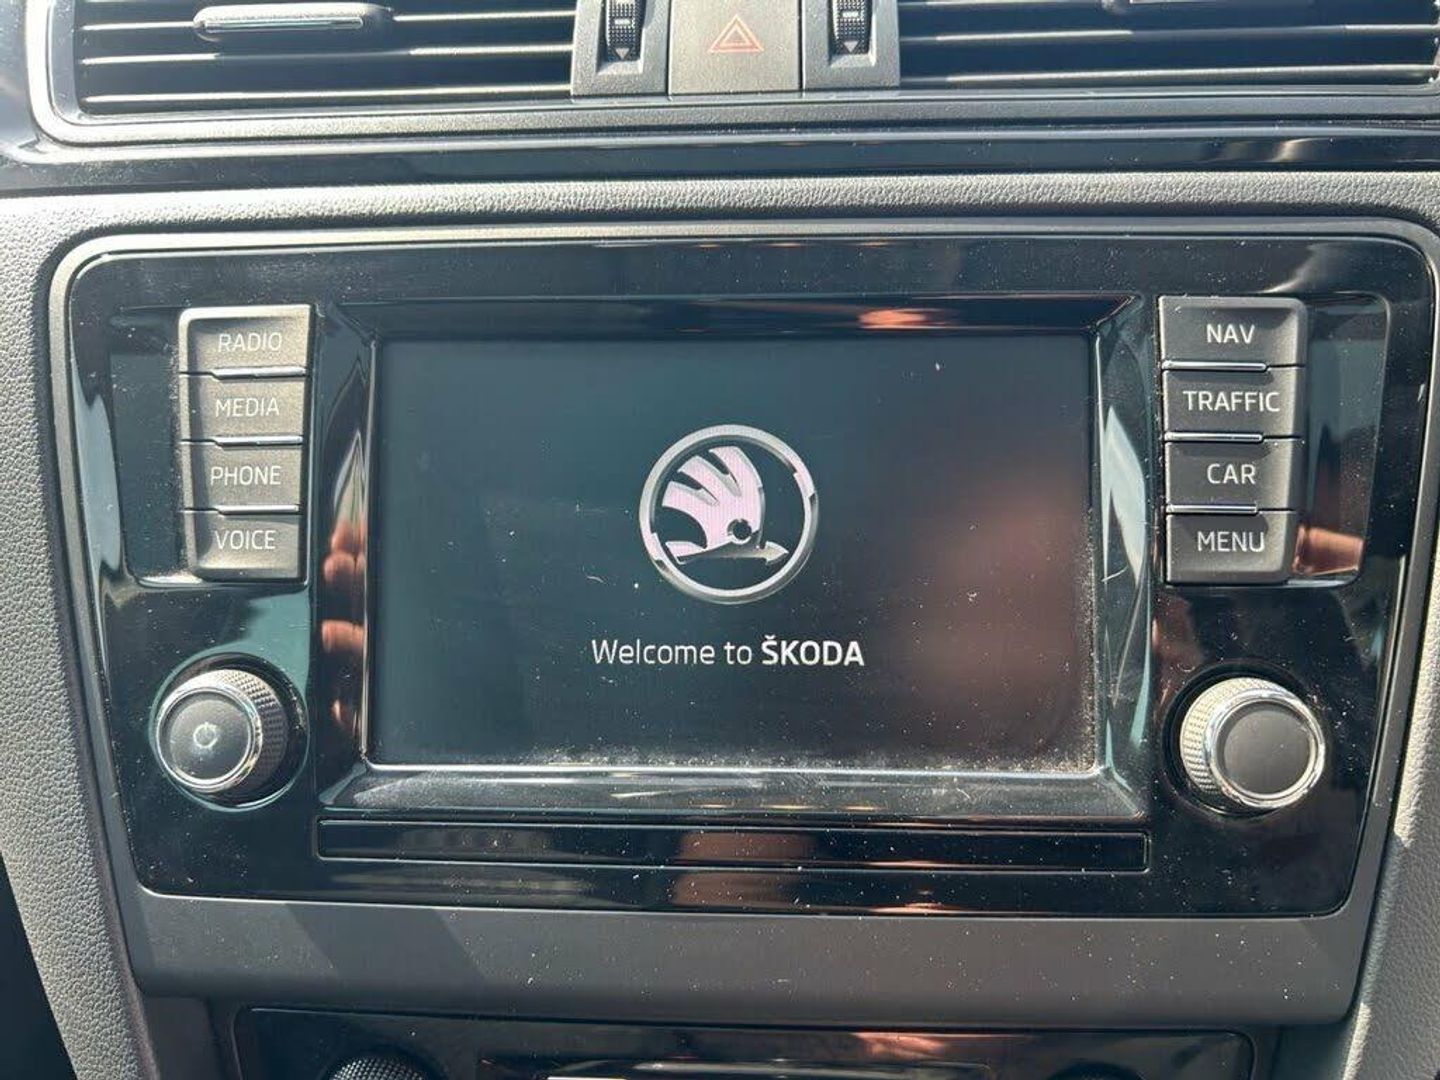 RADIO
MEDIA
PHONE
VOICE
Welcome to ŠKODA
NAV
TRAFFIC
CAR
MENU